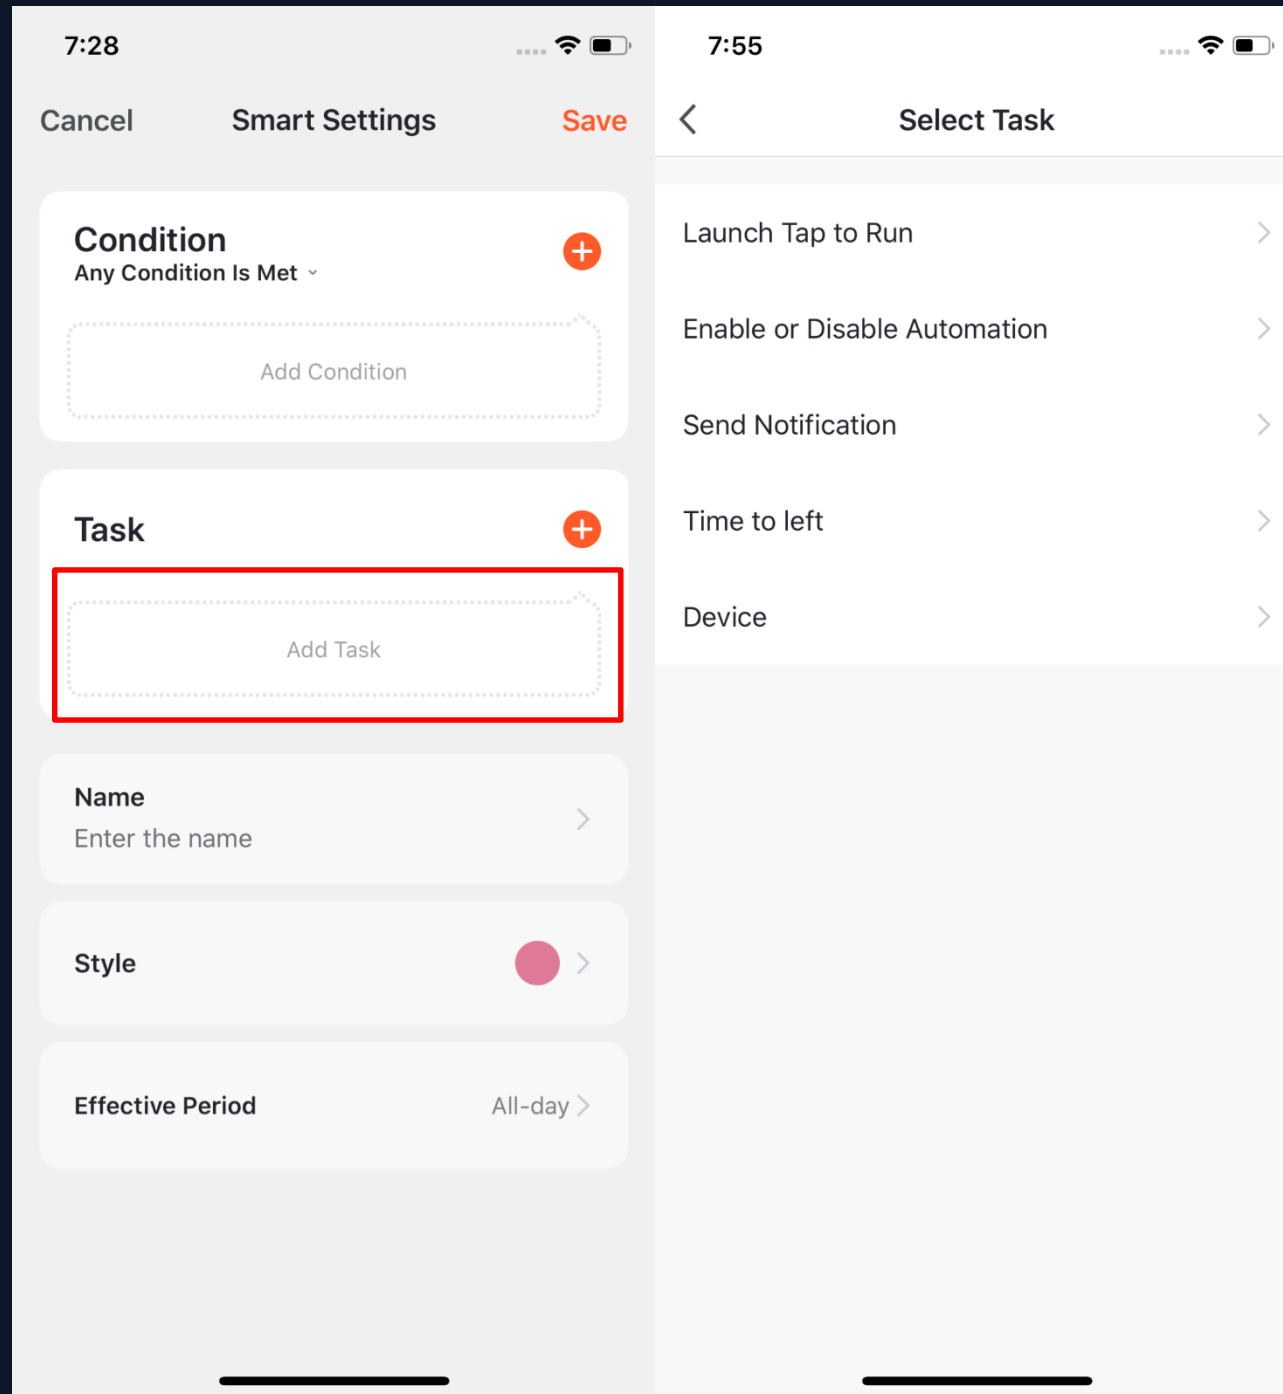 7:28
Cancel Smart Settings Save
Condition
Any Condition Is Met
Add Condition
Task
Add Task
Name
Enter the name
Style
Effective Period All-day
7:55
Select Task
Launch Tap to Run
Enable or Disable Automation
Send Notification
Time to left
Device